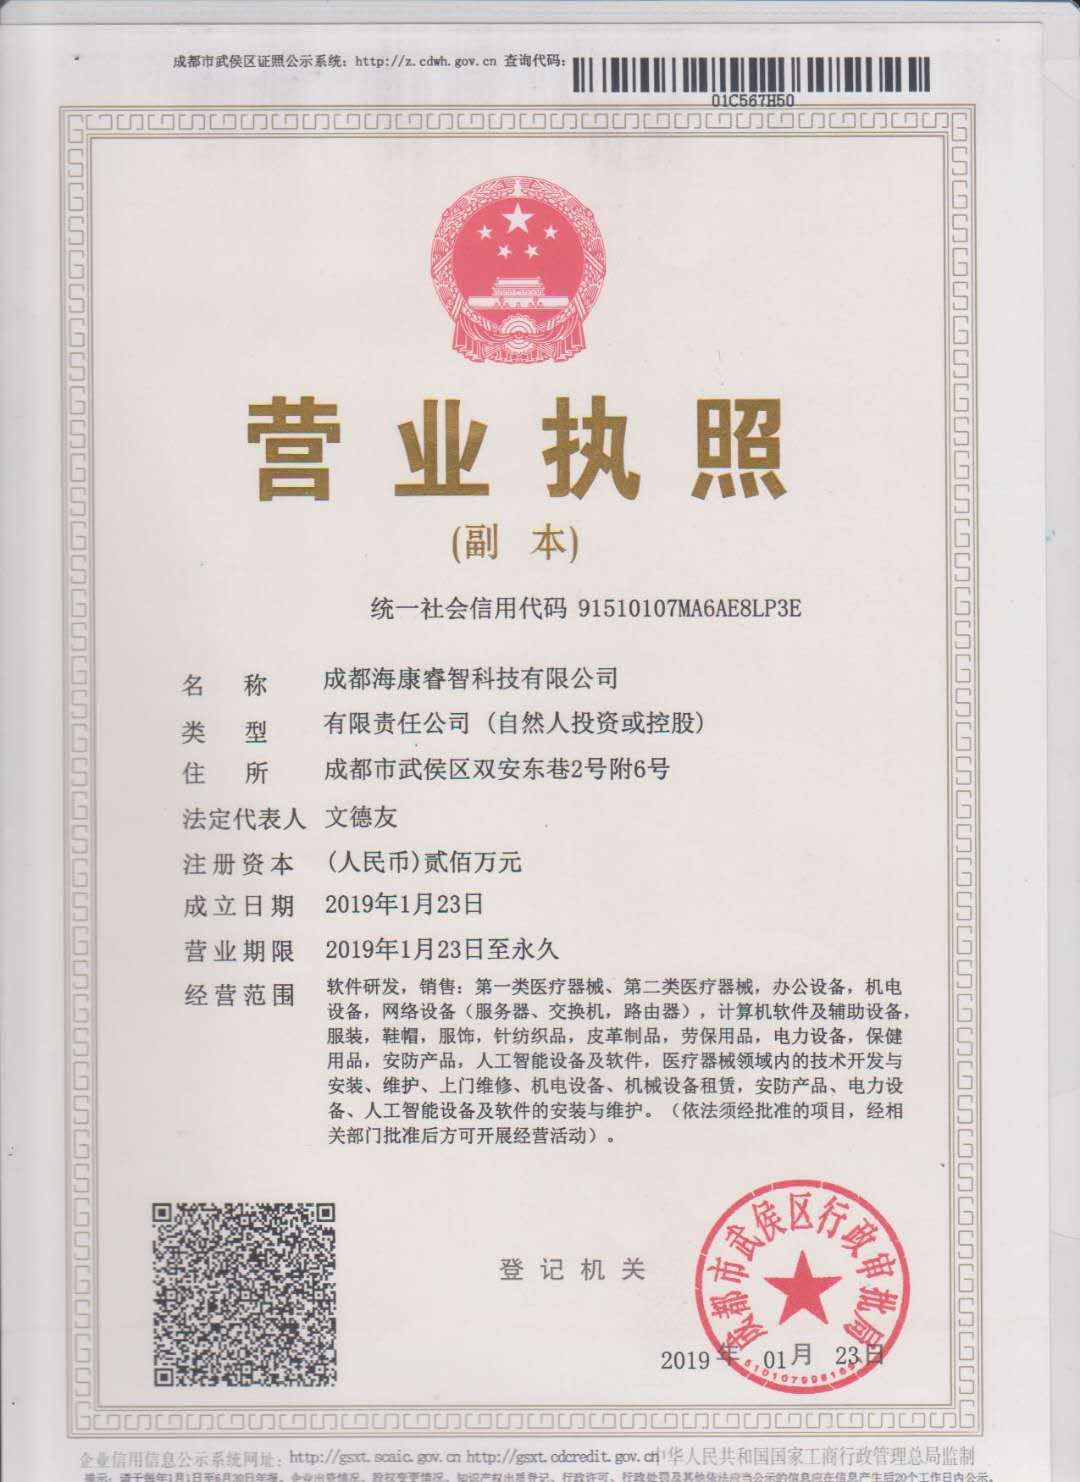 成都市武侯区证照公示系统：http://z.cdwh.gov.cn 查询代码：
01C567H50
营业执照
(副 本)
统一社会信用代码 91510107MA6AE8LP3E
名 称 成都海康睿智科技有限公司
类 型 有限责任公司（自然人投资或控股）
住 所 成都市武侯区双安东巷2号附6号
法定代表人 文德友
注册资本 (人民币)贰佰万元
成立日期 2019年1月23日
营业期限 2019年1月23日至永久
经营范围 软件研发，销售：第一类医疗器械、第二类医疗器械，办公设备，机电
设备，网络设备（服务器、交换机，路由器），计算机软件及辅助设备，
服装，鞋帽，服饰，针纺织品，皮革制品，劳保用品，电力设备，保健
用品，安防产品，人工智能设备及软件，医疗器械领域内的技术开发与
安装、维护、上门维修、机电设备、机械设备租赁，安防产品、电力设
备、人工智能设备及软件的安装与维护。（依法须经批准的项目，经相
关部门批准后方可开展经营活动）。
成都市武侯区行政审批局
登记机关
2019 年 01 月 23 日
企业信用信息公示系统网址：http://gsxt.scaic.gov.cn http://gsxt.cdcredit.gov.cn 中华人民共和国国家工商行政管理总局监制